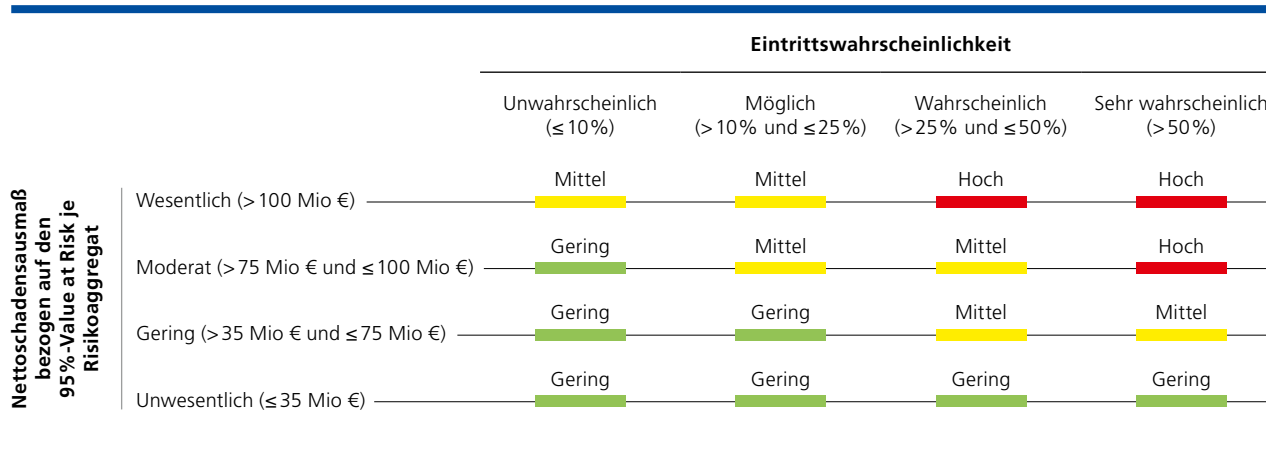 Eintrittswahrscheinlichkeit
Unwahrscheinlich Möglich Wahrscheinlich Sehr wahrscheinlich
(≤ 10 %) (> 10 % und ≤ 25 %) (> 25 % und ≤ 50 %) (> 50 %)
Nettoschadensausmaß
bezogen auf den
95 %-Value at Risk je
Risikoaggregat
Mittel Mittel Hoch Hoch
Wesentlich (> 100 Mio €)
Gering Mittel Mittel Hoch
Moderat (> 75 Mio € und ≤ 100 Mio €)
Gering Gering Mittel Mittel
Gering (> 35 Mio € und ≤ 75 Mio €)
Gering Gering Gering Gering
Unwesentlich (≤ 35 Mio €)